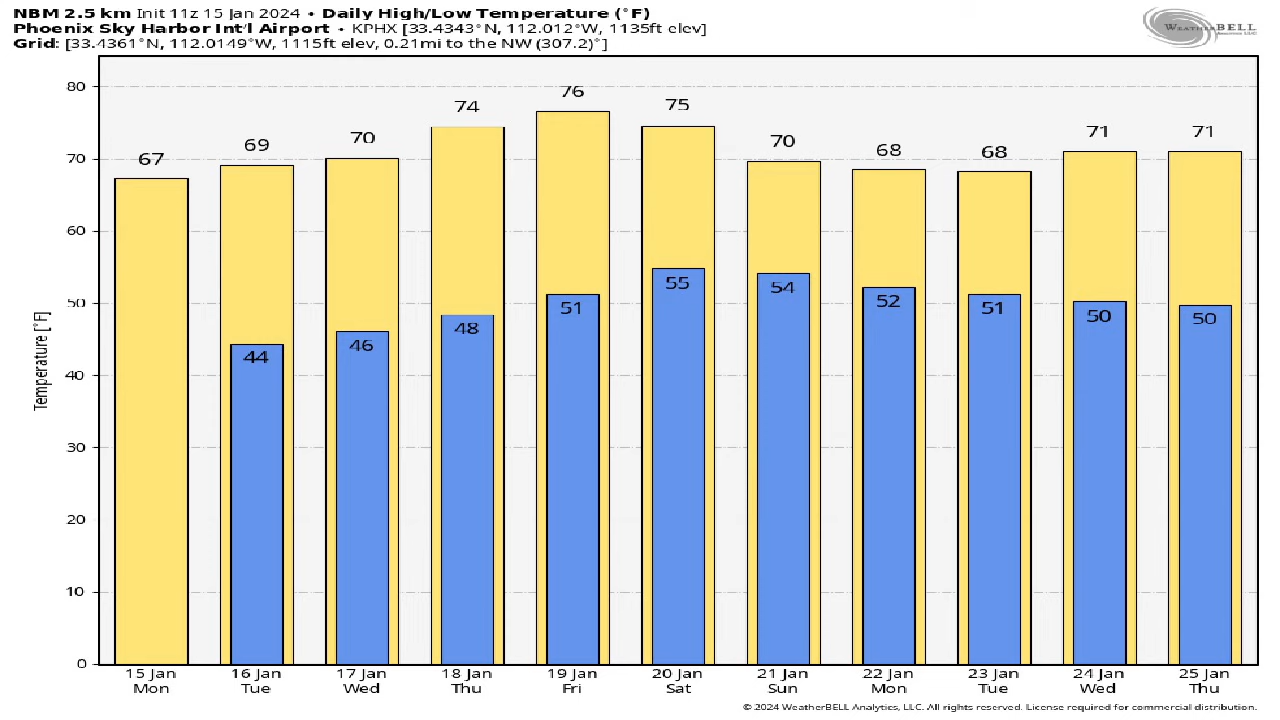 NBM 2.5 km Init 11z 15 Jan 2024 • Daily High/Low Temperature (°F)
Phoenix Sky Harbor Int'l Airport • KPHX [33.4343°N, 112.012°W, 1135ft elev]
Grid: [33.4361°N, 112.0149°W, 1115ft elev, 0.21mi to the NW (307.2)°]
WEATHERBELL
Temperature [°F]
80
70
60
50
40
30
20
10
0
67 69 70 74 76 75 70 68 68 71 71
44 46 48 51 55 54 52 51 50 50
15 Jan 16 Jan 17 Jan 18 Jan 19 Jan 20 Jan 21 Jan 22 Jan 23 Jan 24 Jan 25 Jan
Mon Tue Wed Thu Fri Sat Sun Mon Tue Wed Thu
© 2024 WeatherBELL Analytics, LLC. All rights reserved. License required for commercial distribution.